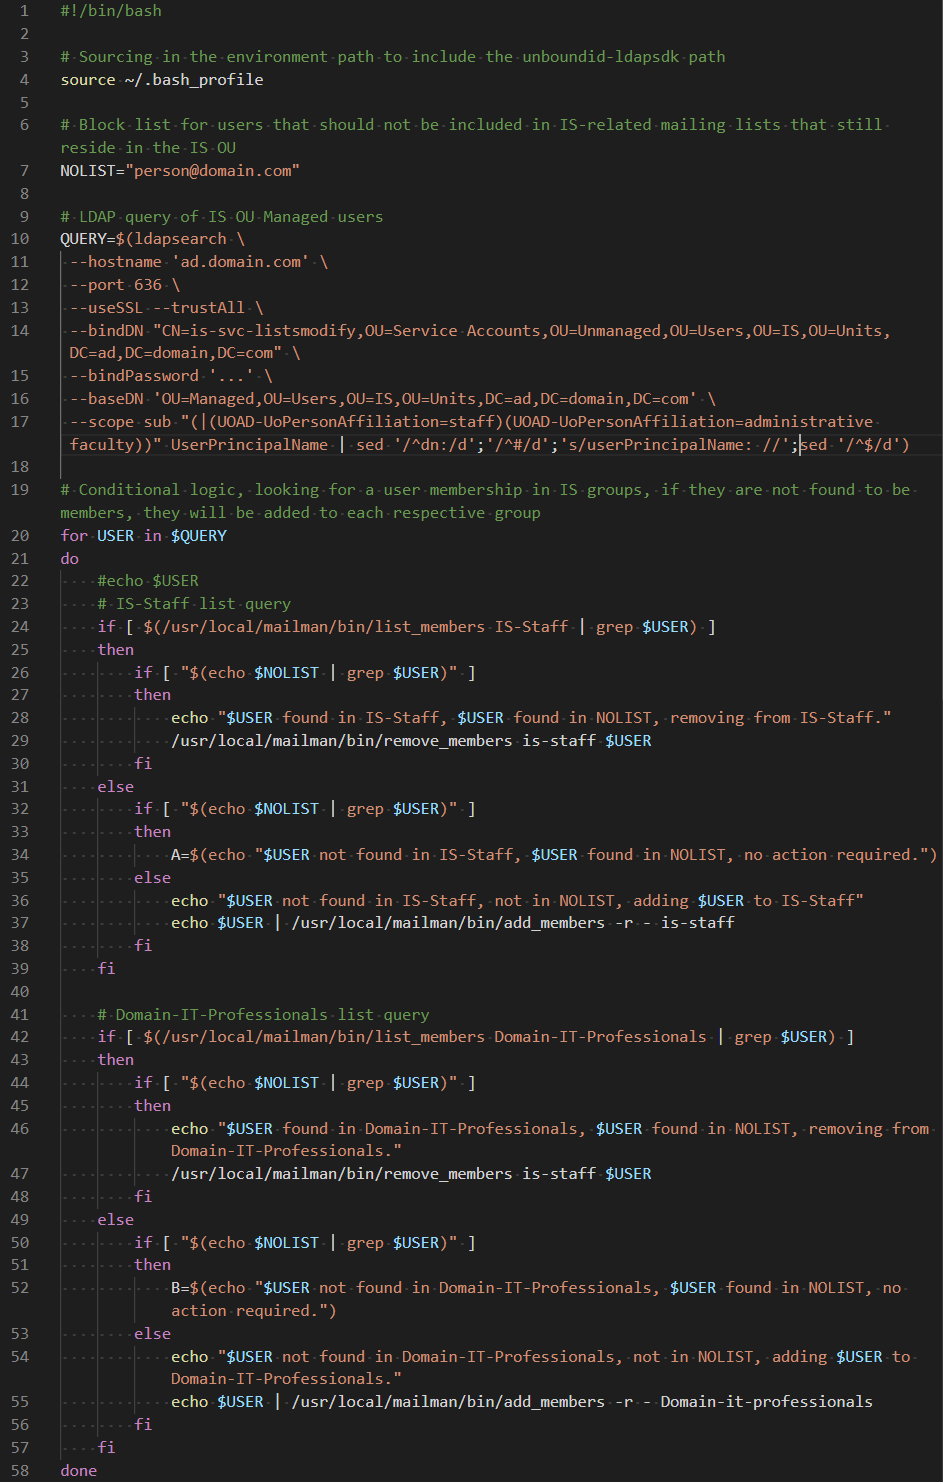 1 #!/bin/bash
2
3 # Sourcing in the environment path to include the unboundid-ldapsdk path
4 source ~/.bash_profile
5
6 # Block list for users that should not be included in IS-related mailing lists that still
reside in the IS OU
7 NOLIST="person@domain.com"
8
9 # LDAP query of IS OU Managed users
10 QUERY=$(ldapsearch \
11 --hostname 'ad.domain.com' \
12 --port 636 \
13 --useSSL --trustAll \
14 --bindDN "CN=is-svc-listsmodify,OU=Service Accounts,OU=Unmanaged,OU=Users,OU=IS,OU=Units,
DC=ad,DC=domain,DC=com" \
15 --bindPassword '...' \
16 --baseDN 'OU=Managed,OU=Users,OU=IS,OU=Units,DC=ad,DC=domain,DC=com' \
17 --scope sub "(|(UOAD-UoPersonAffiliation=staff)(UOAD-UoPersonAffiliation=administrative
faculty))" UserPrincipalName | sed '/^dn:/d';'/^#/d';'s/userPrincipalName: //';sed '/^$/d')
18
19 # Conditional logic, looking for a user membership in IS groups, if they are not found to be
members, they will be added to each respective group
20 for USER in $QUERY
21 do
22 #echo $USER
23 # IS-Staff list query
24 if [ $(/usr/local/mailman/bin/list_members IS-Staff | grep $USER) ]
25 then
26 if [ "$(echo $NOLIST | grep $USER)" ]
27 then
28 echo "$USER found in IS-Staff, $USER found in NOLIST, removing from IS-Staff."
29 /usr/local/mailman/bin/remove_members is-staff $USER
30 fi
31 else
32 if [ "$(echo $NOLIST | grep $USER)" ]
33 then
34 A=$(echo "$USER not found in IS-Staff, $USER found in NOLIST, no action required.")
35 else
36 echo "$USER not found in IS-Staff, not in NOLIST, adding $USER to IS-Staff"
37 echo $USER | /usr/local/mailman/bin/add_members -r - is-staff
38 fi
39 fi
40
41 # Domain-IT-Professionals list query
42 if [ $(/usr/local/mailman/bin/list_members Domain-IT-Professionals | grep $USER) ]
43 then
44 if [ "$(echo $NOLIST | grep $USER)" ]
45 then
46 echo "$USER found in Domain-IT-Professionals, $USER found in NOLIST, removing from
Domain-IT-Professionals."
47 /usr/local/mailman/bin/remove_members is-staff $USER
48 fi
49 else
50 if [ "$(echo $NOLIST | grep $USER)" ]
51 then
52 B=$(echo "$USER not found in Domain-IT-Professionals, $USER found in NOLIST, no
action required.")
53 else
54 echo "$USER not found in Domain-IT-Professionals, not in NOLIST, adding $USER to
Domain-IT-Professionals."
55 echo $USER | /usr/local/mailman/bin/add_members -r - Domain-it-professionals
56 fi
57 fi
58 done